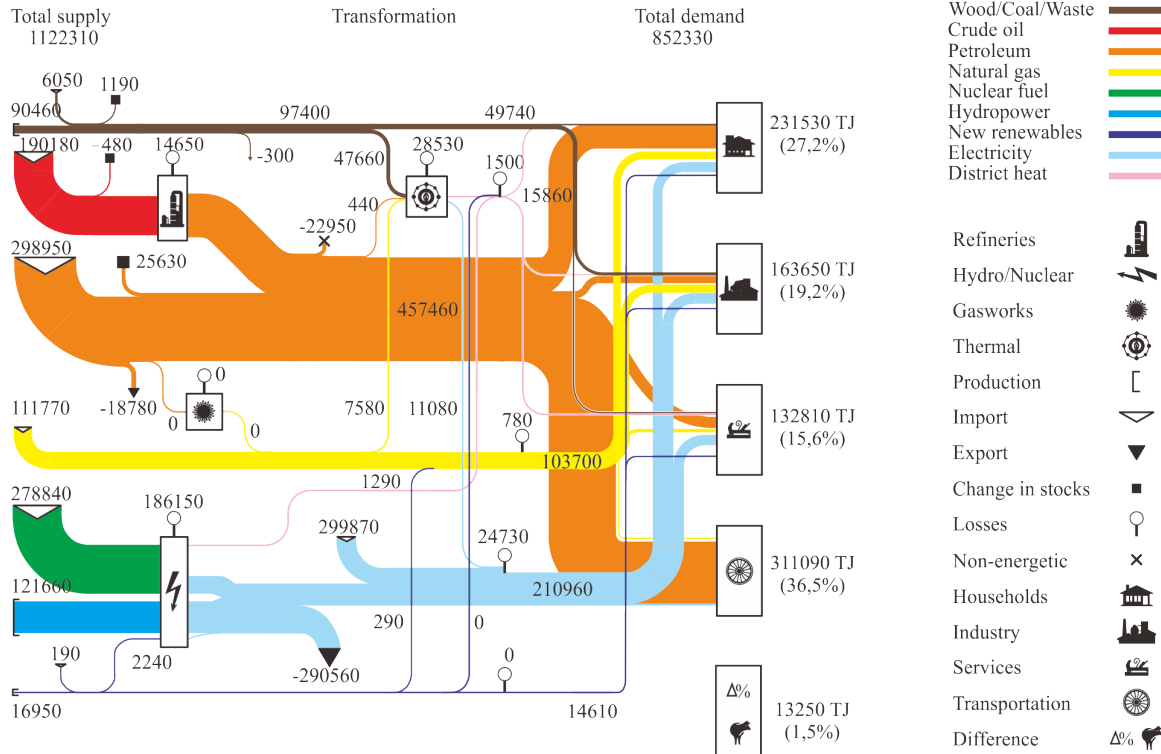 Total supply
1122310
Transformation
Total demand
852330
Wood/Coal/Waste
Crude oil
Petroleum
Natural gas
Nuclear fuel
Hydropower
New renewables
Electricity
District heat
6050
1190
90460
97400
49740
190180
–480
14650
-300
47660
28530
1500
440
15860
231530 TJ
(27,2%)
-22950
298950
25630
457460
163650 TJ
(19,2%)
-18780
0
0
0
111770
7580
11080
780
103700
132810 TJ
(15,6%)
1290
278840
186150
299870
24730
121660
210960
311090 TJ
(36,5%)
290
0
190
2240
-290560
0
16950
14610
Δ%
13250 TJ
(1,5%)
Refineries
Hydro/Nuclear
Gasworks
Thermal
Production
Import
Export
Change in stocks
Losses
Non-energetic
Households
Industry
Services
Transportation
Difference
Δ%